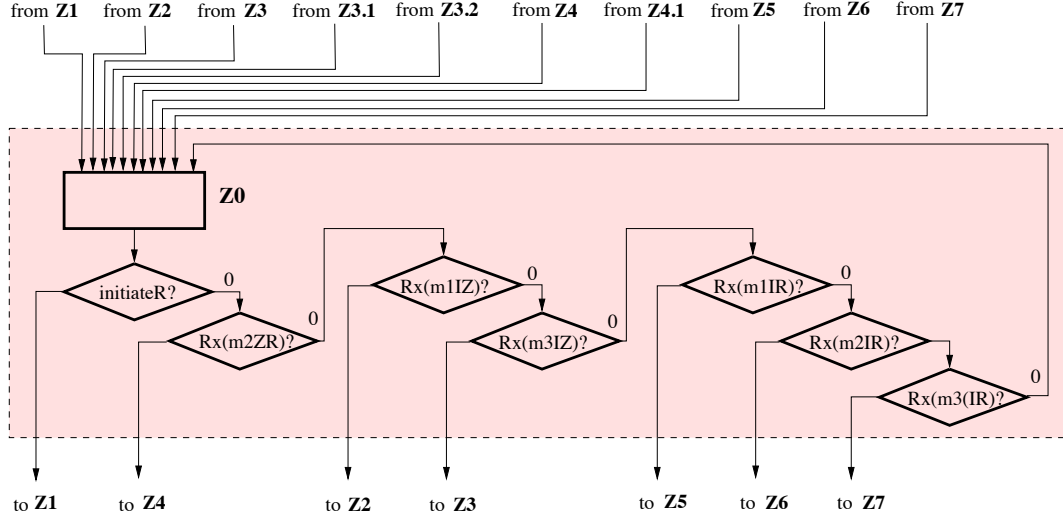 from Z1 from Z2 from Z3 from Z3.1 from Z3.2 from Z4 from Z4.1 from Z5 from Z6 from Z7
Z0
initiateR? 0 Rx(m1IZ)? 0 Rx(m1IR)? 0
Rx(m2ZR)? 0 Rx(m3IZ)? 0 Rx(m2IR)?
Rx(m3(IR)? 0
to Z1 to Z4 to Z2 to Z3 to Z5 to Z6 to Z7